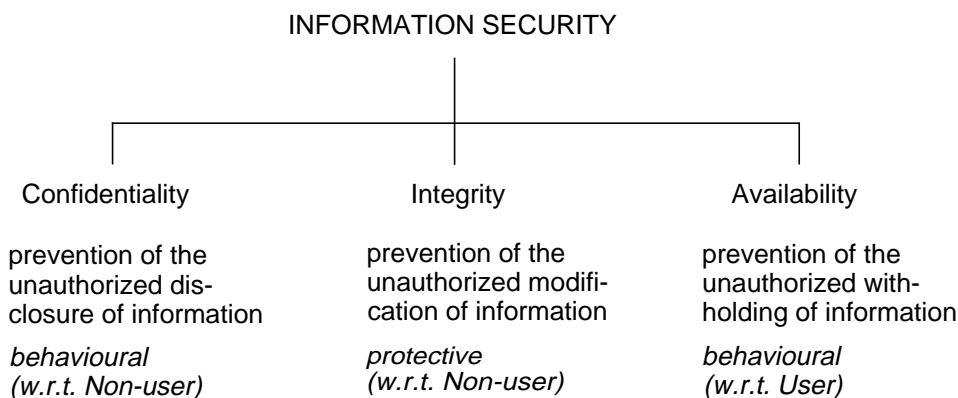 INFORMATION SECURITY
Confidentiality
prevention of the
unauthorized dis-
closure of information
behavioural
(w.r.t. Non-user)
Integrity
prevention of the
unauthorized modifi-
cation of information
protective
(w.r.t. Non-user)
Availability
prevention of the
unauthorized with-
holding of information
behavioural
(w.r.t. User)